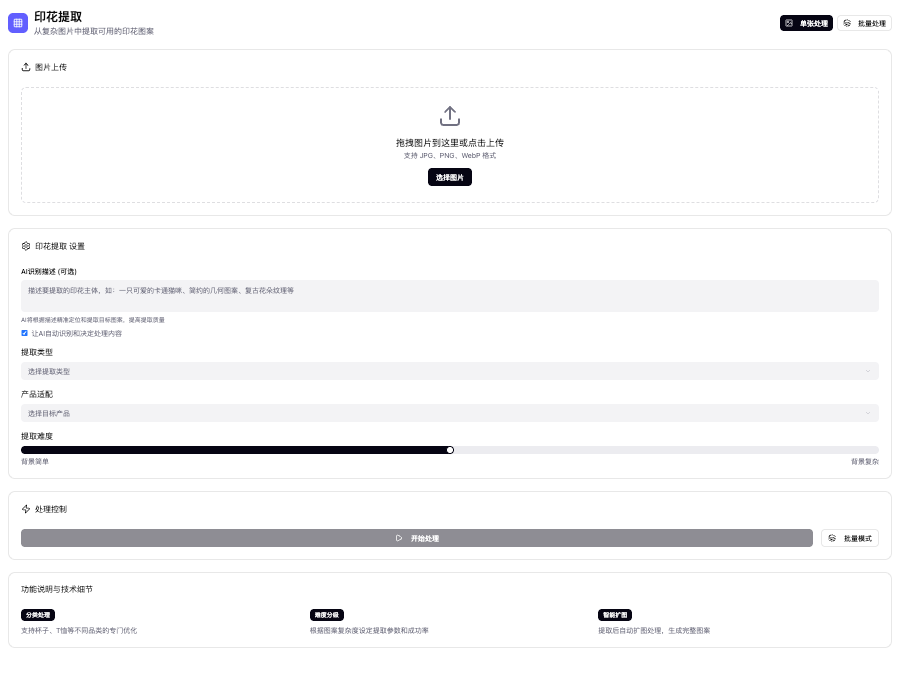 印花提取
从复杂图片中提取可用的印花图案
单张处理
批量处理
图片上传
拖拽图片到这里或点击上传
支持 JPG、PNG、WebP 格式
选择图片
印花提取 设置
AI识别描述 (可选)
描述要提取的印花主体，如：一只可爱的卡通猫咪、简约的几何图案、复古花朵纹理等
AI将根据描述精准定位和提取目标图案，提高提取质量
让AI自动识别和决定处理内容
提取类型
选择提取类型
产品适配
选择目标产品
提取难度
背景简单
背景复杂
处理控制
开始处理
批量模式
功能说明与技术细节
分类处理
难度分级
智能扩图
支持杯子、T恤等不同品类的专门优化
根据图案复杂度设定提取参数和成功率
提取后自动扩图处理，生成完整图案